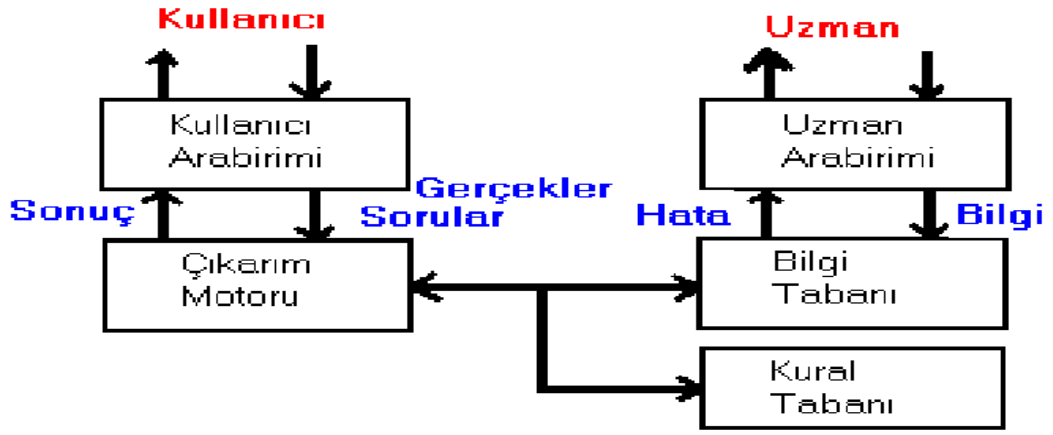 Kullanıcı
Uzman
Kullanıcı
Arabirimi
Uzman
Arabirimi
Sonuç
Gerçekler
Sorular
Hata
Bilgi
Çıkarım
Motoru
Bilgi
Tabanı
Kural
Tabanı